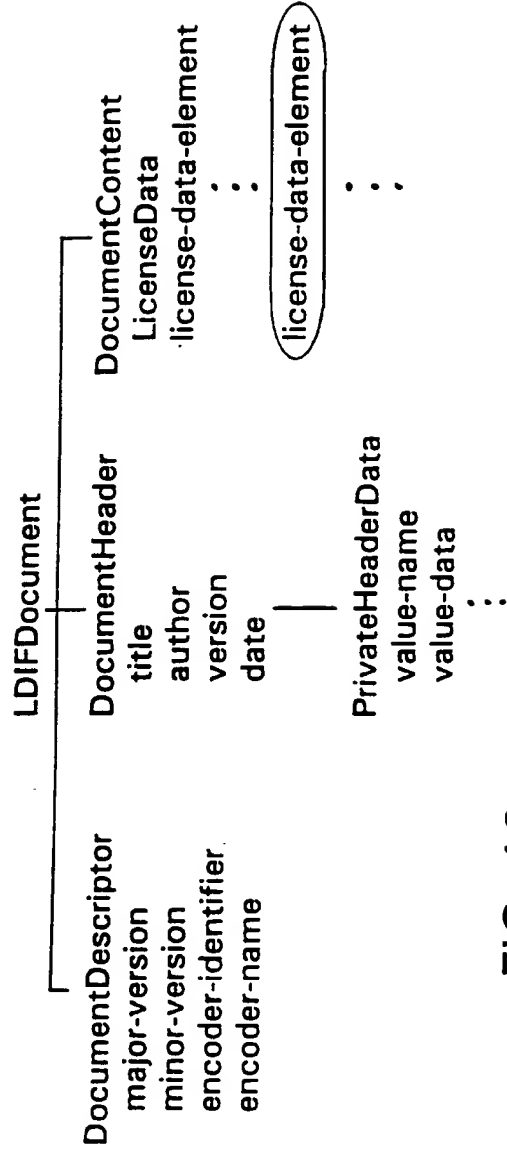 LDIFDocument
DocumentDescriptor
major-version
minor-version
encoder-identifier
encoder-name
DocumentHeader
title
author
version
date
PrivateHeaderData
value-name
value-data
DocumentContent
LicenseData
license-data-element
license-data-element